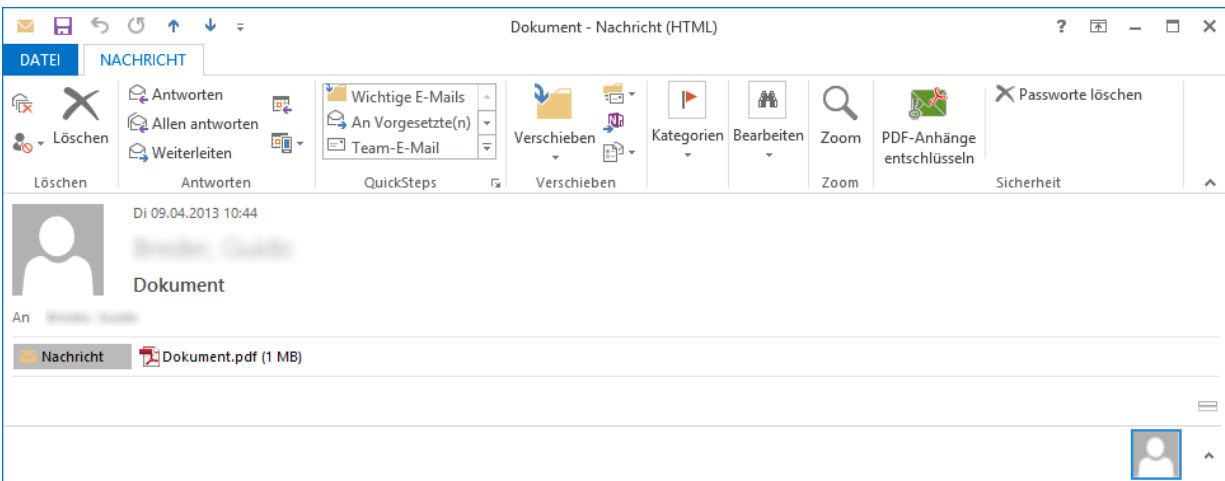 Dokument - Nachricht (HTML)
?
DATEI
NACHRICHT
Löschen
Löschen
Antworten
Allen antworten
Weiterleiten
Antworten
Wichtige E-Mails
An Vorgesetzte(n)
Team-E-Mail
QuickSteps
Verschieben
Verschieben
Kategorien
Bearbeiten
Zoom
Zoom
PDF-Anhänge
entschlüsseln
Passworte löschen
Sicherheit
Di 09.04.2013 10:44
Dokument
An
Nachricht
Dokument.pdf (1 MB)